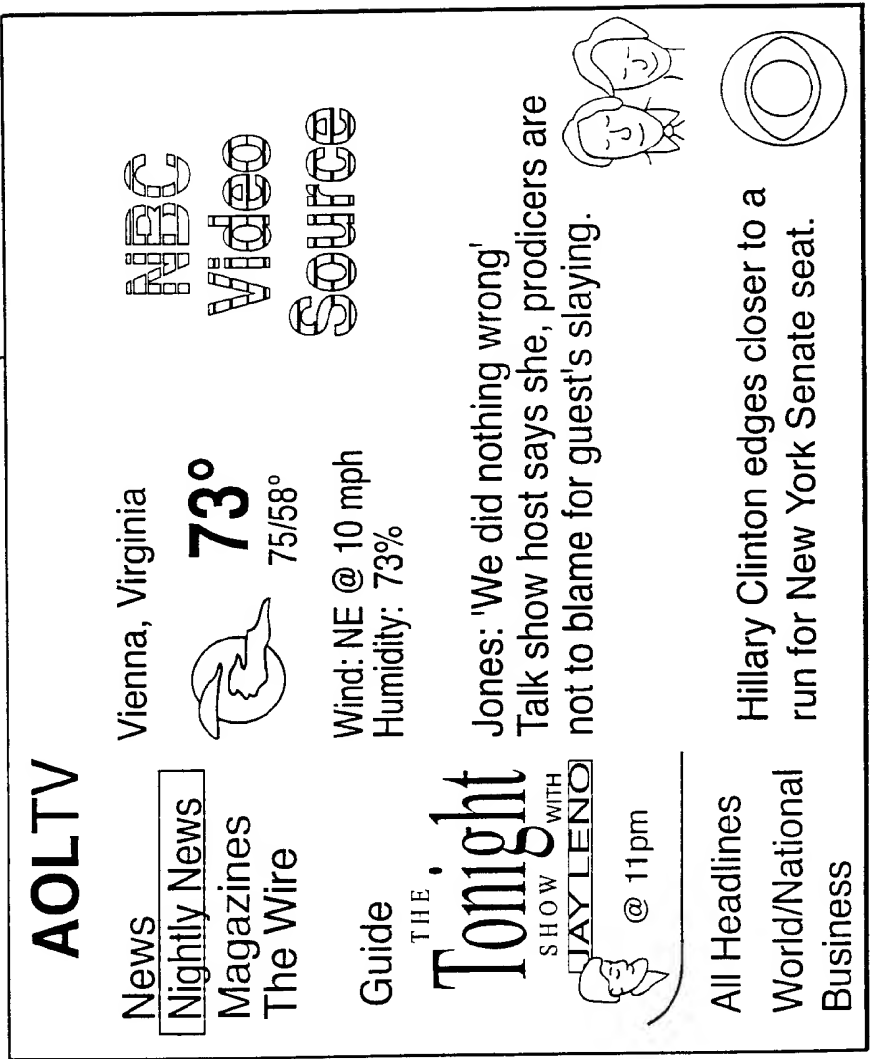 AOLTV
News
Nightly News
Magazines
The Wire
Guide
THE
Tonight
SHOW WITH
JAY LENO
@ 11pm
All Headlines
World/National
Business
Vienna, Virginia
73°
75/58°
Wind: NE @ 10 mph
Humidity: 73%
NBC
Video
Source
Jones: 'We did nothing wrong'
Talk show host says she, prodicers are
not to blame for guest's slaying.
Hillary Clinton edges closer to a
run for New York Senate seat.